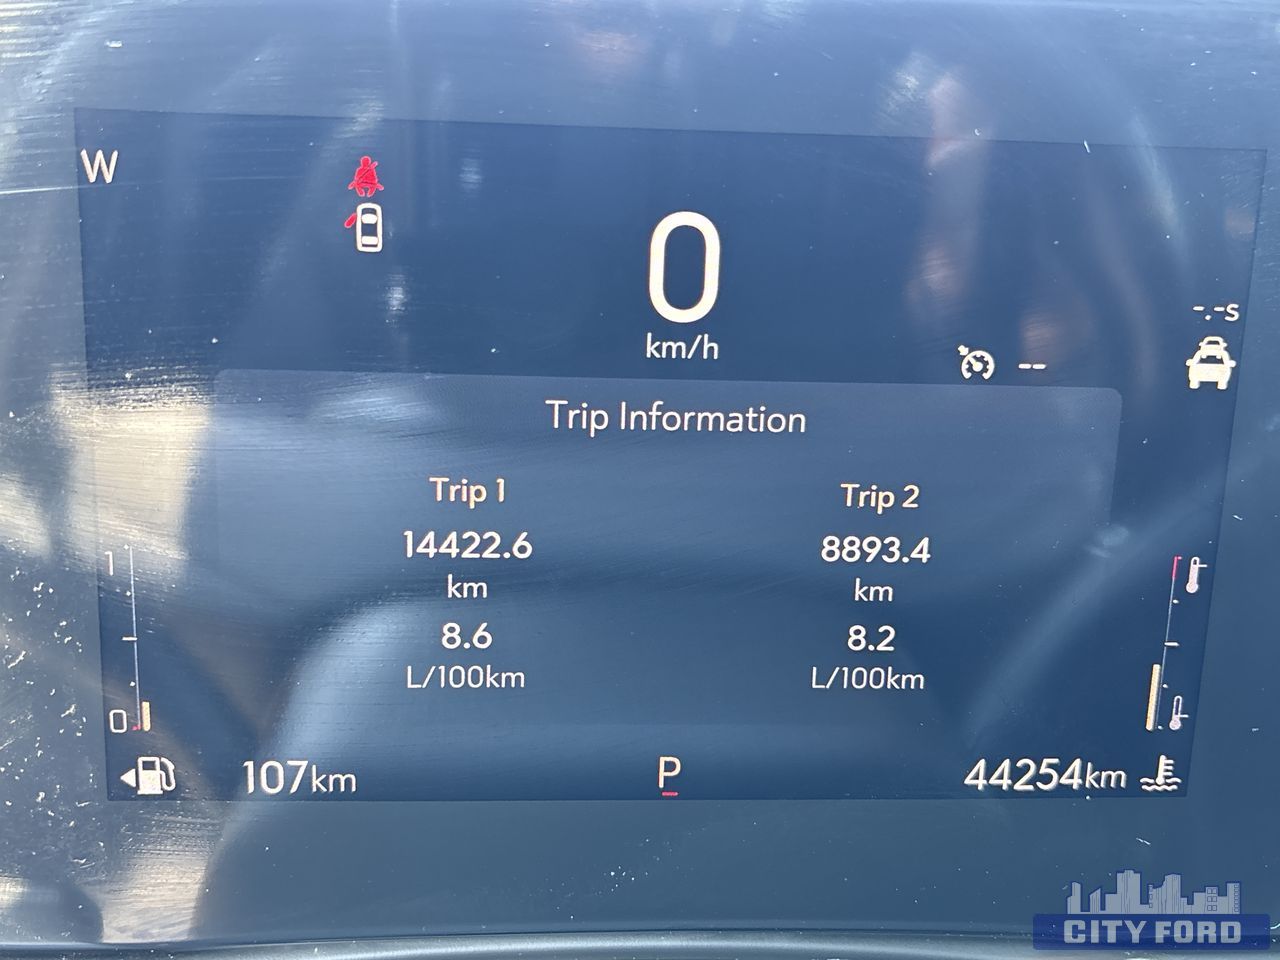 W
0
km/h
-.-s
--
Trip Information
Trip 1
Trip 2
14422.6
8893.4
km
km
8.6
8.2
L/100km
L/100km
1
0
107km
P
44254km
CITY FORD